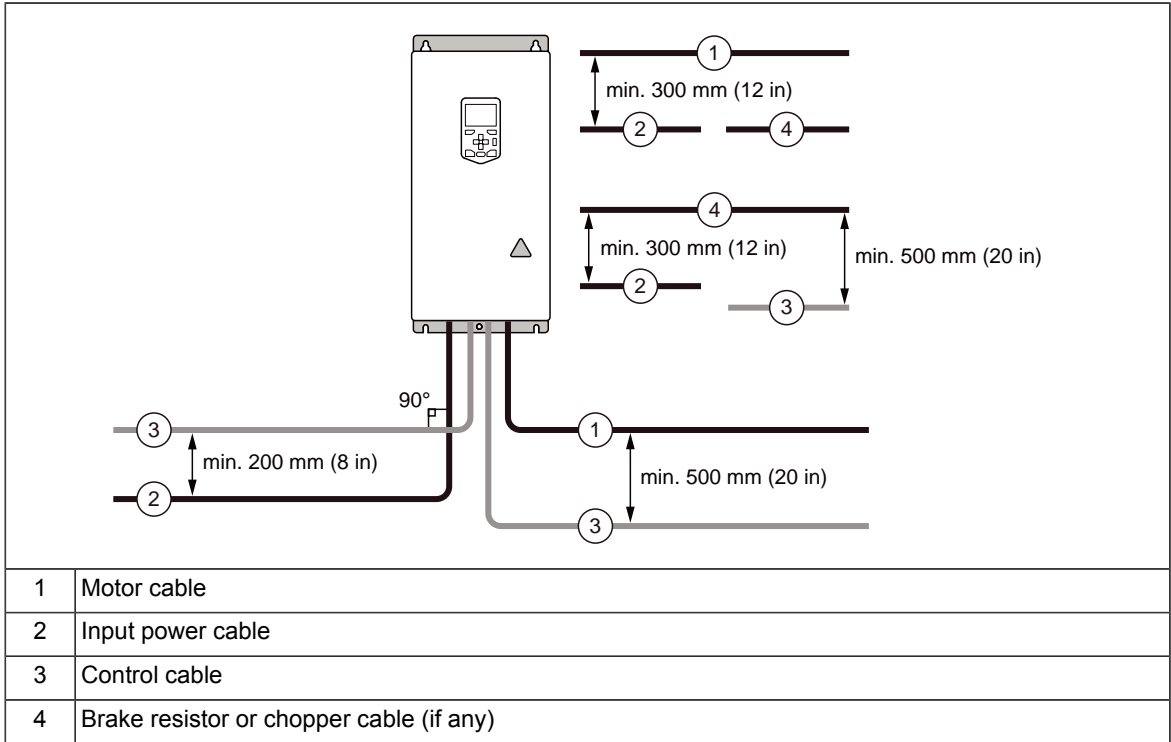 1
min. 300 mm (12 in)
2 4
4
min. 300 mm (12 in)
min. 500 mm (20 in)
2
3
90°
3
min. 200 mm (8 in)
2
1
min. 500 mm (20 in)
3
1 Motor cable
2 Input power cable
3 Control cable
4 Brake resistor or chopper cable (if any)